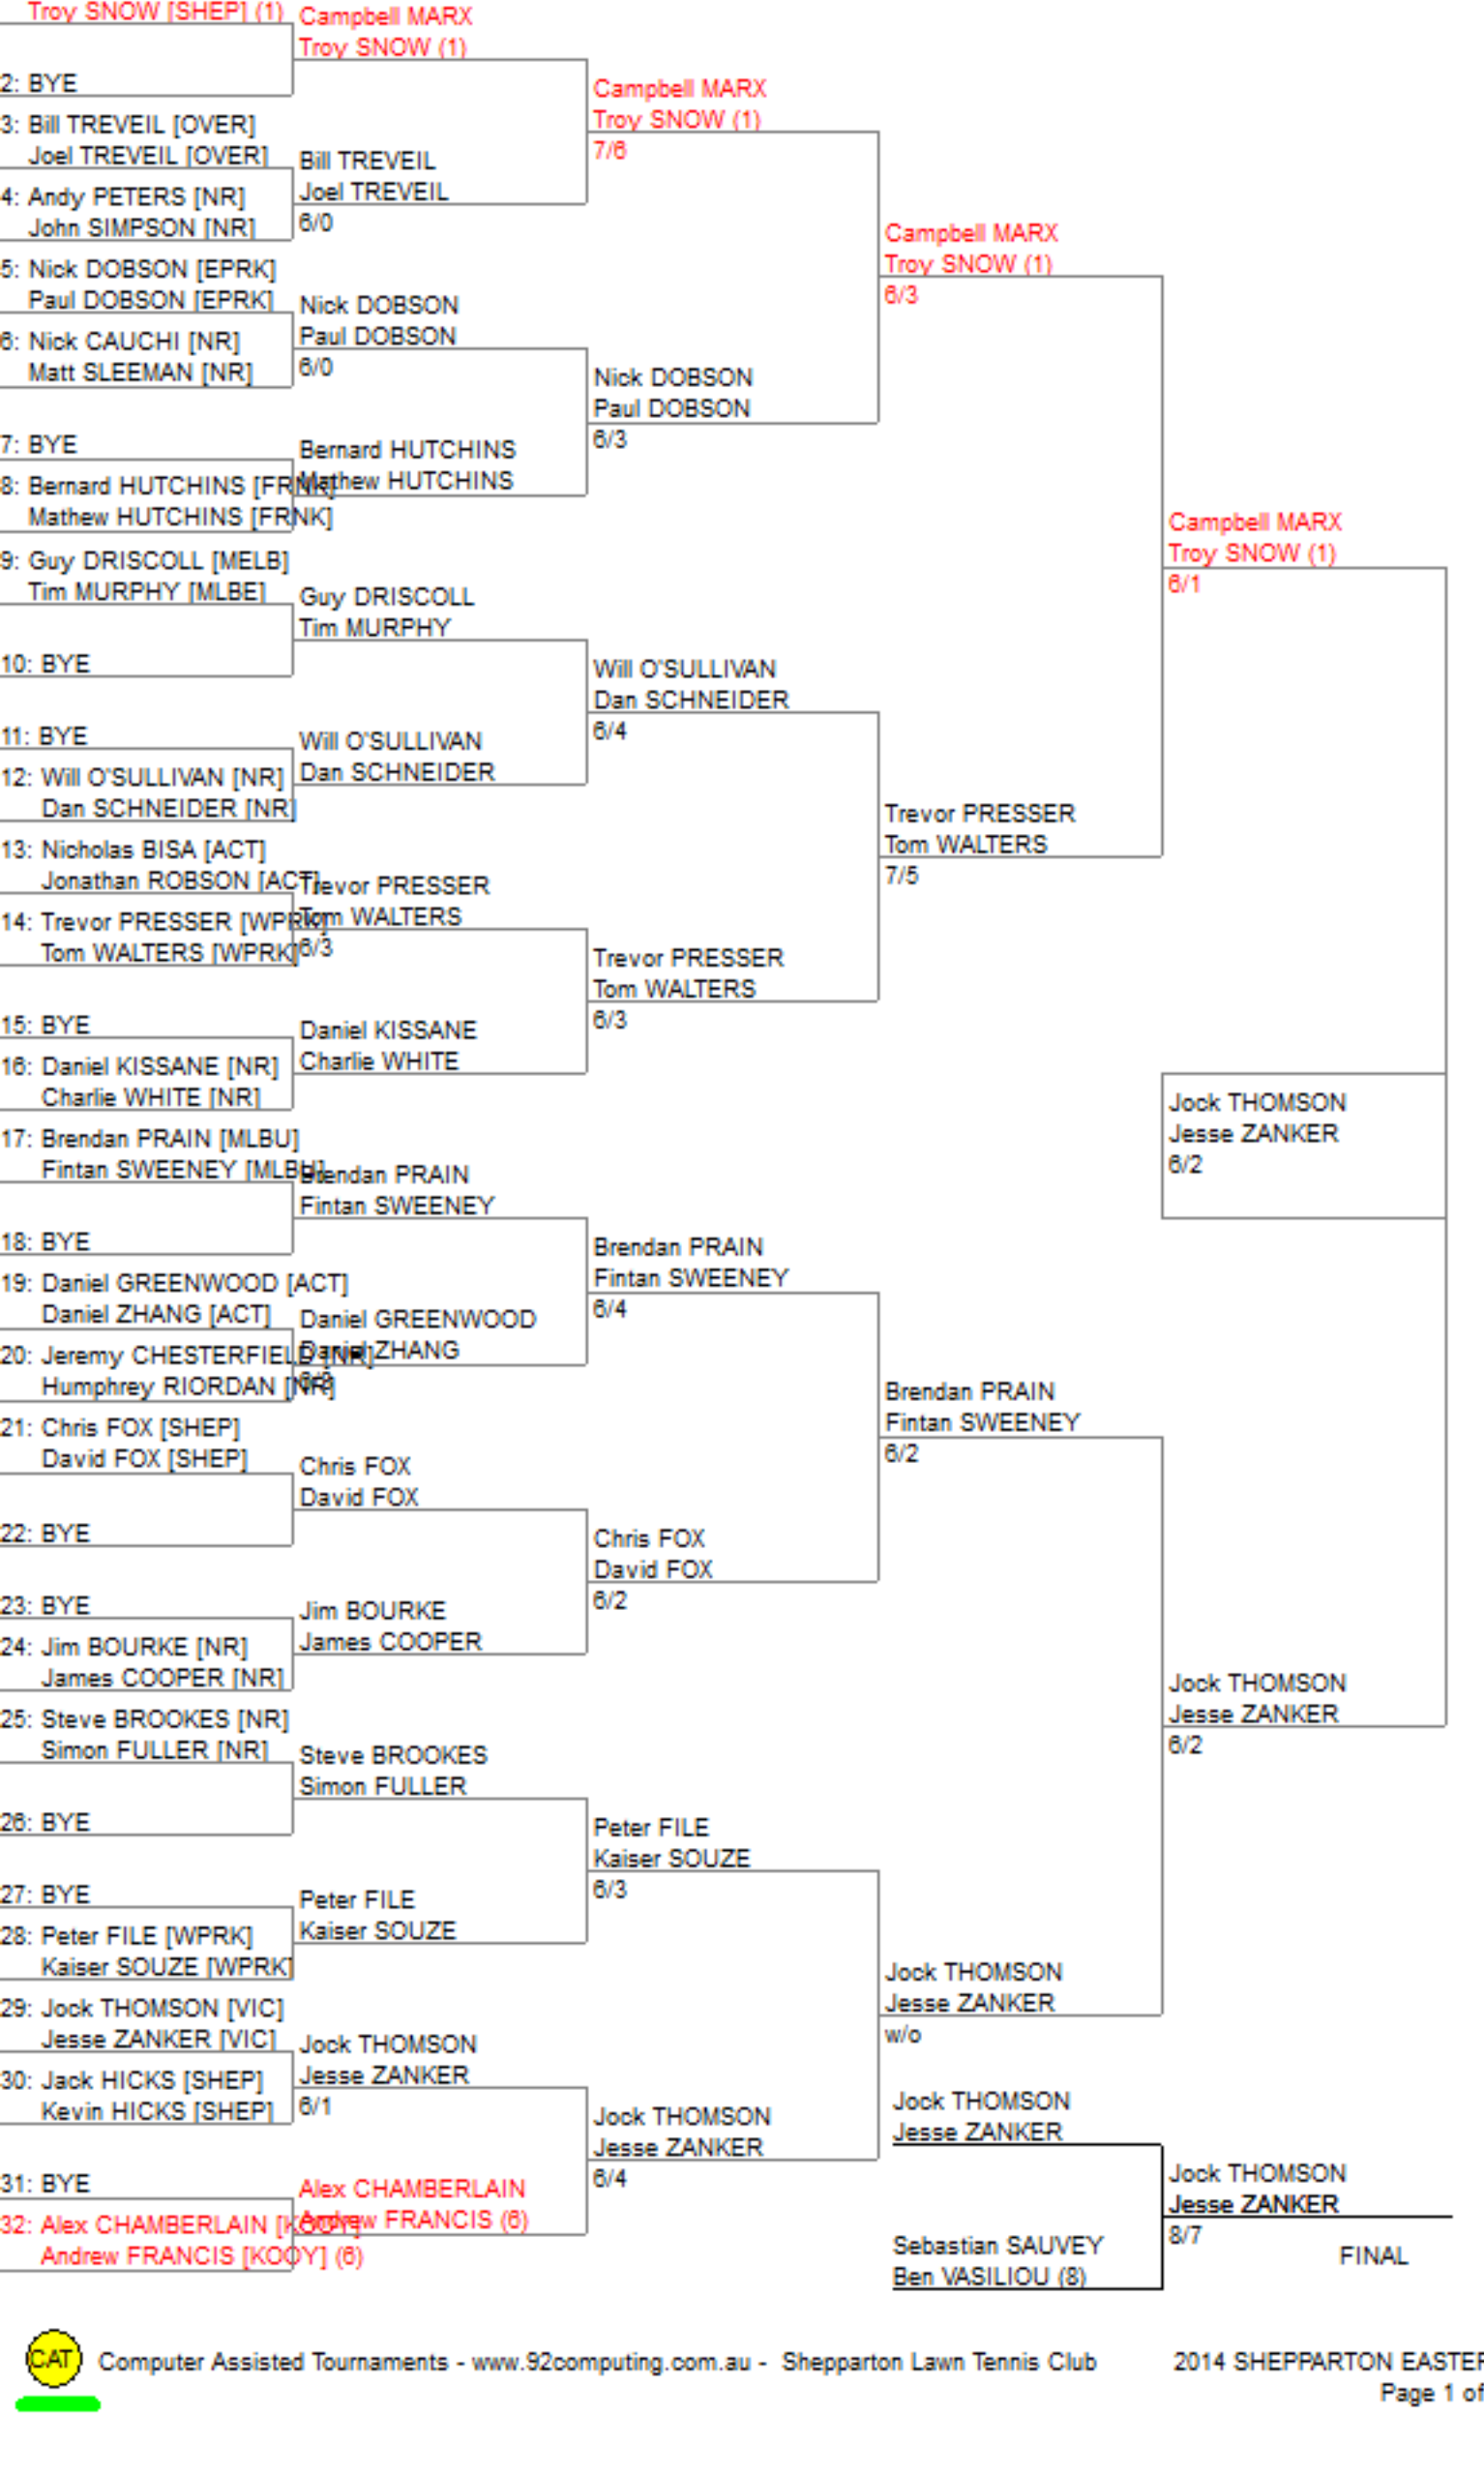 Troy SNOW [SHEP] (1)
2: BYE
3: Bill TREVEIL [OVER]
Joel TREVEIL [OVER]
4: Andy PETERS [NR]
John SIMPSON [NR]
5: Nick DOBSON [EPRK]
Paul DOBSON [EPRK]
6: Nick CAUCHI [NR]
Matt SLEEMAN [NR]
7: BYE
8: Bernard HUTCHINS [FRNK]
Mathew HUTCHINS [FRNK]
9: Guy DRISCOLL [MELB]
Tim MURPHY [MLBE]
10: BYE
11: BYE
12: Will O'SULLIVAN [NR]
Dan SCHNEIDER [NR]
13: Nicholas BISA [ACT]
Jonathan ROBSON [ACT]
14: Trevor PRESSER [WPRK]
Tom WALTERS [WPRK]
15: BYE
16: Daniel KISSANE [NR]
Charlie WHITE [NR]
17: Brendan PRAIN [MLBU]
Fintan SWEENEY [MLBU]
18: BYE
19: Daniel GREENWOOD [ACT]
Daniel ZHANG [ACT]
20: Jeremy CHESTERFIELD [NR]
Humphrey RIORDAN [NR]
21: Chris FOX [SHEP]
David FOX [SHEP]
22: BYE
23: BYE
24: Jim BOURKE [NR]
James COOPER [NR]
25: Steve BROOKES [NR]
Simon FULLER [NR]
26: BYE
27: BYE
28: Peter FILE [WPRK]
Kaiser SOUZE [WPRK]
29: Jock THOMSON [VIC]
Jesse ZANKER [VIC]
30: Jack HICKS [SHEP]
Kevin HICKS [SHEP]
31: BYE
32: Alex CHAMBERLAIN [KOOY]
Andrew FRANCIS [KOOY] (6)
Campbell MARX
Troy SNOW (1)
Bill TREVEIL
Joel TREVEIL
6/0
Nick DOBSON
Paul DOBSON
6/0
Bernard HUTCHINS
Mathew HUTCHINS
Guy DRISCOLL
Tim MURPHY
Will O'SULLIVAN
Dan SCHNEIDER
Trevor PRESSER
Tom WALTERS
6/3
Daniel KISSANE
Charlie WHITE
Brendan PRAIN
Fintan SWEENEY
Daniel GREENWOOD
Daniel ZHANG
Chris FOX
David FOX
Jim BOURKE
James COOPER
Steve BROOKES
Simon FULLER
Peter FILE
Kaiser SOUZE
Jock THOMSON
Jesse ZANKER
6/1
Alex CHAMBERLAIN
Andrew FRANCIS (6)
Campbell MARX
Troy SNOW (1)
7/6
Nick DOBSON
Paul DOBSON
6/3
Will O'SULLIVAN
Dan SCHNEIDER
6/4
Trevor PRESSER
Tom WALTERS
6/3
Brendan PRAIN
Fintan SWEENEY
6/4
Chris FOX
David FOX
6/2
Peter FILE
Kaiser SOUZE
6/3
Jock THOMSON
Jesse ZANKER
6/4
Campbell MARX
Troy SNOW (1)
6/3
Trevor PRESSER
Tom WALTERS
7/5
Brendan PRAIN
Fintan SWEENEY
6/2
Jock THOMSON
Jesse ZANKER
w/o
Campbell MARX
Troy SNOW (1)
6/1
Jock THOMSON
Jesse ZANKER
6/2
Jock THOMSON
Jesse ZANKER
6/2
Jock THOMSON
Jesse ZANKER
Sebastian SAUVEY
Ben VASILIOU (8)
Jock THOMSON
Jesse ZANKER
8/7
FINAL
CAT
Computer Assisted Tournaments - www.92computing.com.au - Shepparton Lawn Tennis Club
2014 SHEPPARTON EASTER
Page 1 of